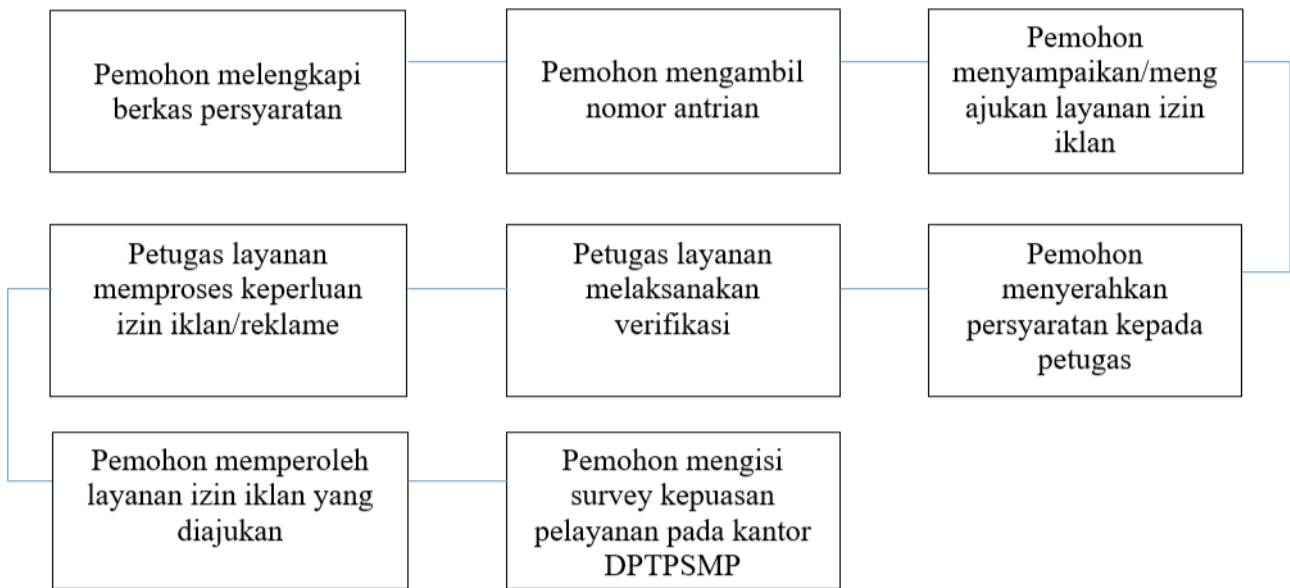 Pemohon melengkapi
berkas persyaratan
Pemohon mengambil
nomor antrian
Pemohon
menyampaikan/meng
ajukan layanan izin
iklan
Pemohon
menyerahkan
persyaratan kepada
petugas
Petugas layanan
melaksanakan
verifikasi
Petugas layanan
memproses keperluan
izin iklan/reklame
Pemohon memperoleh
layanan izin iklan yang
diajukan
Pemohon mengisi
survey kepuasan
pelayanan pada kantor
DPTPSMP